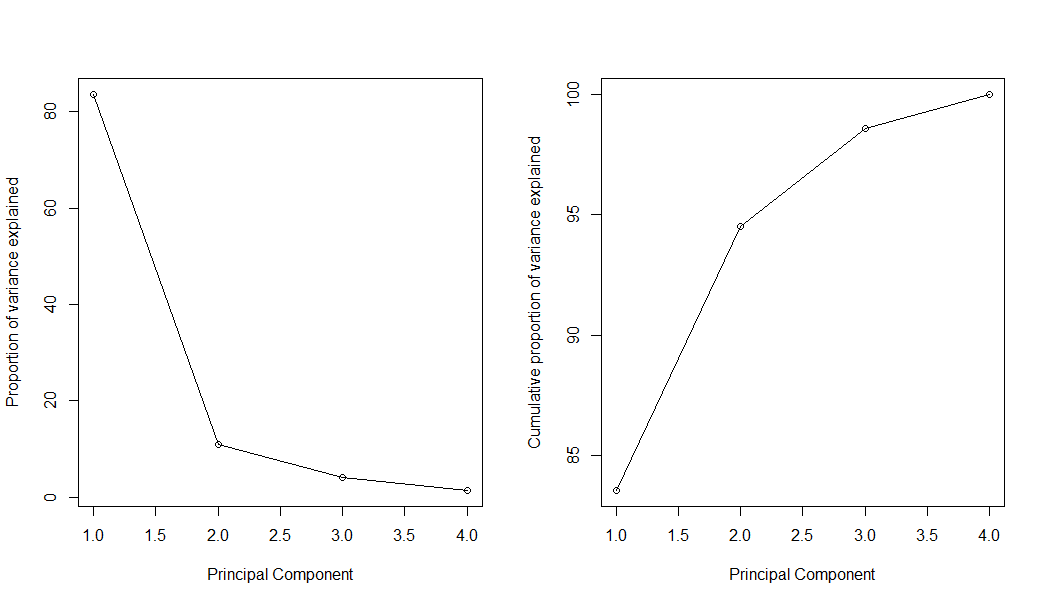 Proportion of variance explained
80
60
40
20
0
1.0 1.5 2.0 2.5 3.0 3.5 4.0
Principal Component
Cumulative proportion of variance explained
100
95
90
85
1.0 1.5 2.0 2.5 3.0 3.5 4.0
Principal Component